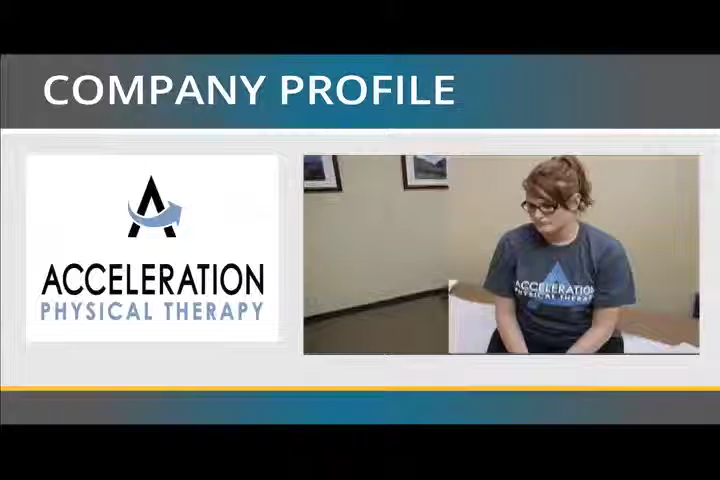 COMPANY PROFILE
ACCELERATION
PHYSICAL THERAPY
ACCELERATION
PHYSICAL THERAPY